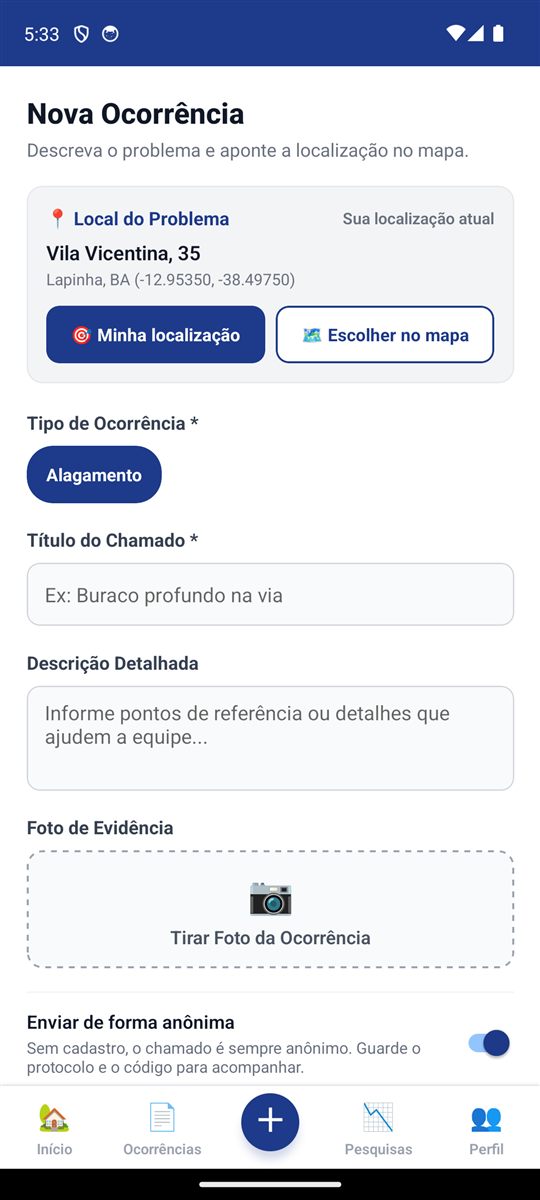 5:33
Nova Ocorrência
Descreva o problema e aponte a localização no mapa.
Local do Problema
Sua localização atual
Vila Vicentina, 35
Lapinha, BA (-12.95350, -38.49750)
Minha localização
Escolher no mapa
Tipo de Ocorrência *
Alagamento
Título do Chamado *
Ex: Buraco profundo na via
Descrição Detalhada
Informe pontos de referência ou detalhes que
ajudem a equipe...
Foto de Evidência
Tirar Foto da Ocorrência
Enviar de forma anônima
Sem cadastro, o chamado é sempre anônimo. Guarde o
protocolo e o código para acompanhar.
Início
Ocorrências
Pesquisas
Perfil